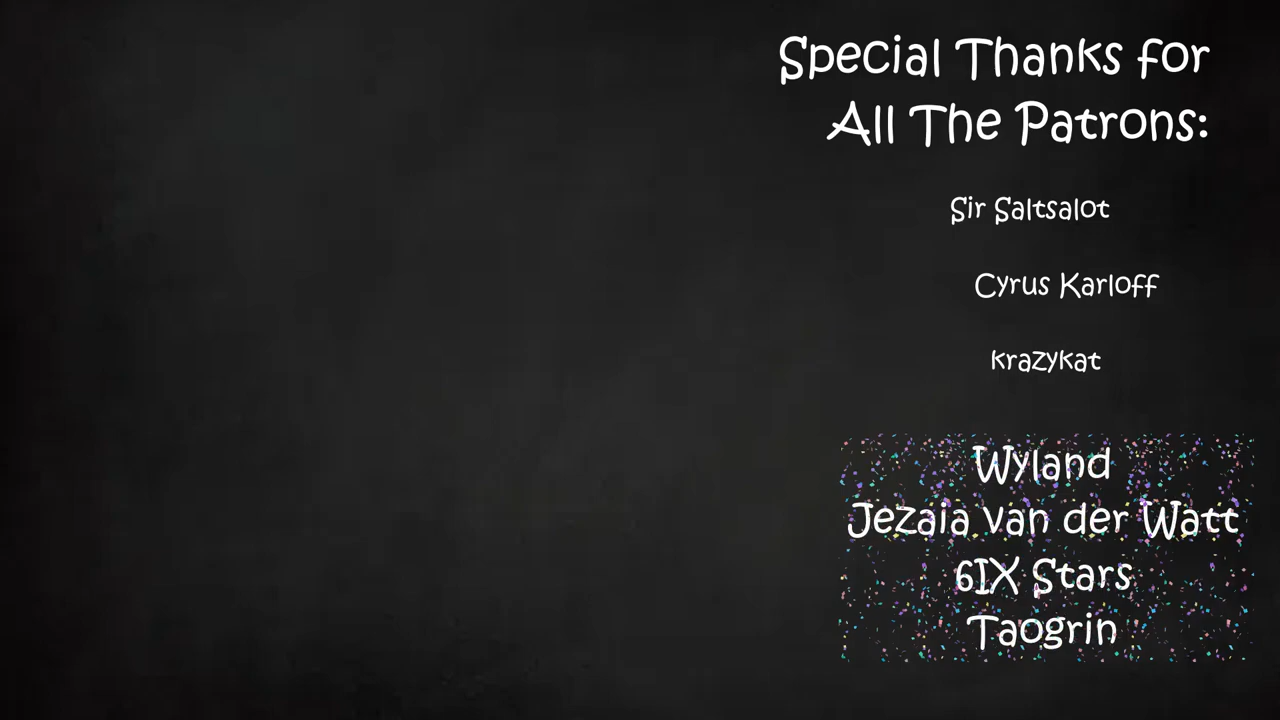 Special Thanks for
All The Patrons:
Sir Saltsalot
Cyrus Karloff
krazykat
Wyland
Jezaia van der Watt
6IX Stars
Taogrin